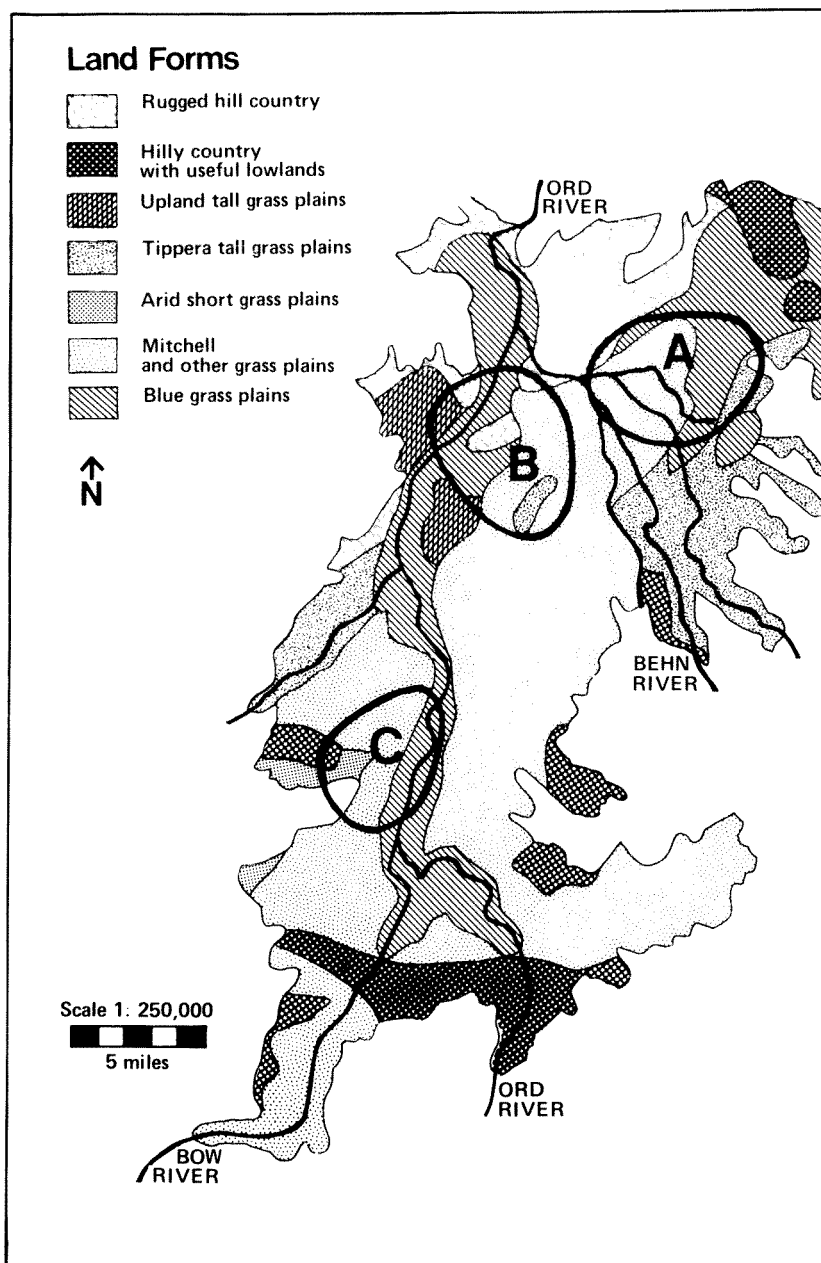 Land Forms
Rugged hill country
Hilly country
with useful lowlands
Upland tall grass plains
Tippera tall grass plains
Arid short grass plains
Mitchell
and other grass plains
Blue grass plains
N
ORD
RIVER
A
B
BEHN
RIVER
C
Scale 1: 250,000
5 miles
ORD
RIVER
BOW
RIVER